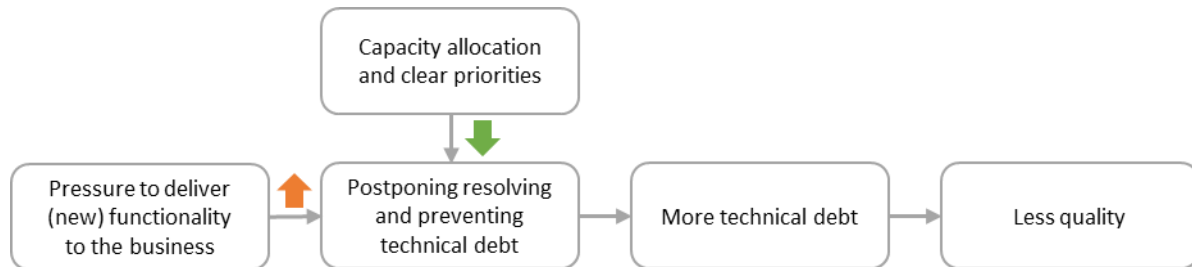 Capacity allocation
and clear priorities
Pressure to deliver
(new) functionality
to the business
Postponing resolving
and preventing
technical debt
More technical debt
Less quality